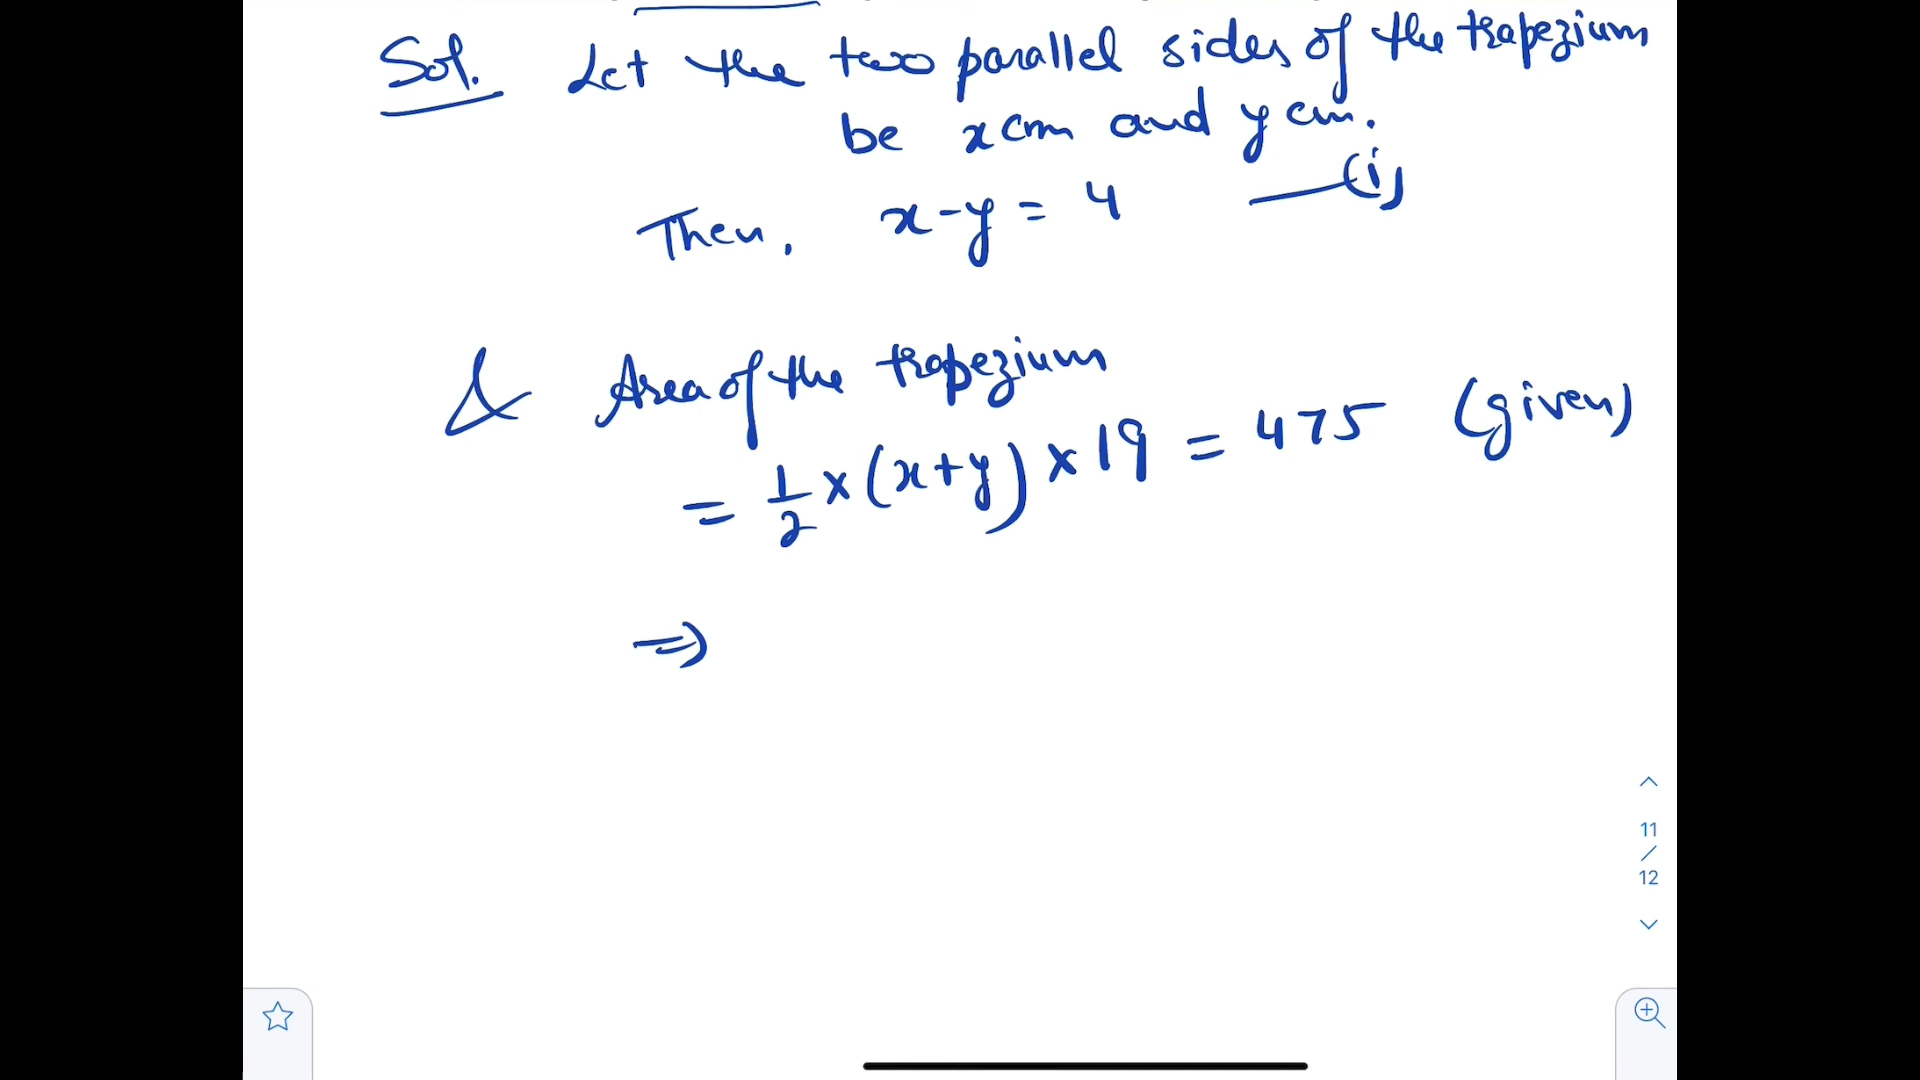 Sol. Let the two parallel sides of the trapezium
be x cm and y cm.
Then, x-y = 4 —(i)
& Area of the trapezium
= 1/2 × (x+y) × 19 = 475 (given)
⇒
11
/
12